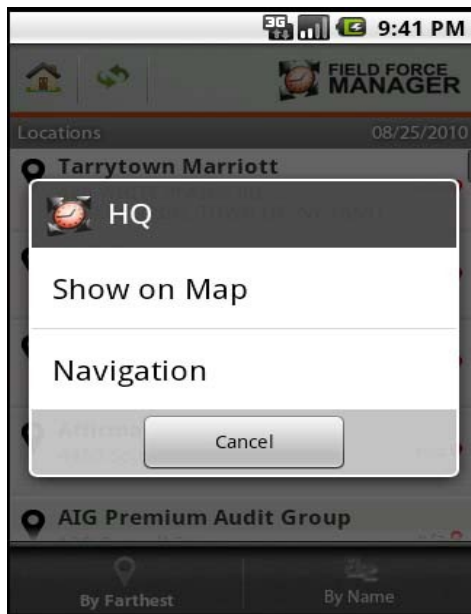 3G 9:41 PM
FIELD FORCE
MANAGER
Locations 08/25/2010
Tarrytown Marriott
HQ
Show on Map
Navigation
Cancel
AIG Premium Audit Group
By Farthest By Name